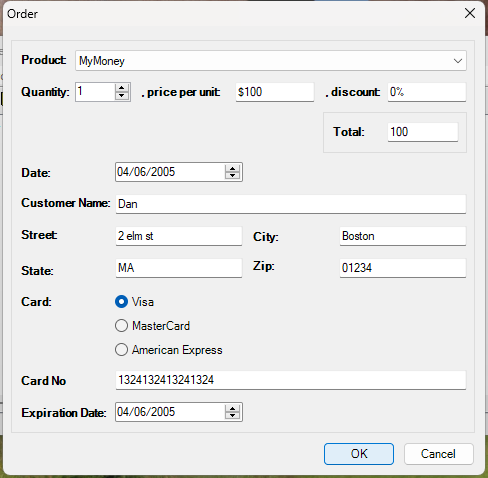 Order
Product: MyMoney
Quantity: 1 , price per unit: $100 , discount: 0%
Total: 100
Date: 04/06/2005
Customer Name: Dan
Street: 2 elm st City: Boston
State: MA Zip: 01234
Card: Visa
MasterCard
American Express
Card No 1324132413241324
Expiration Date: 04/06/2005
OK Cancel